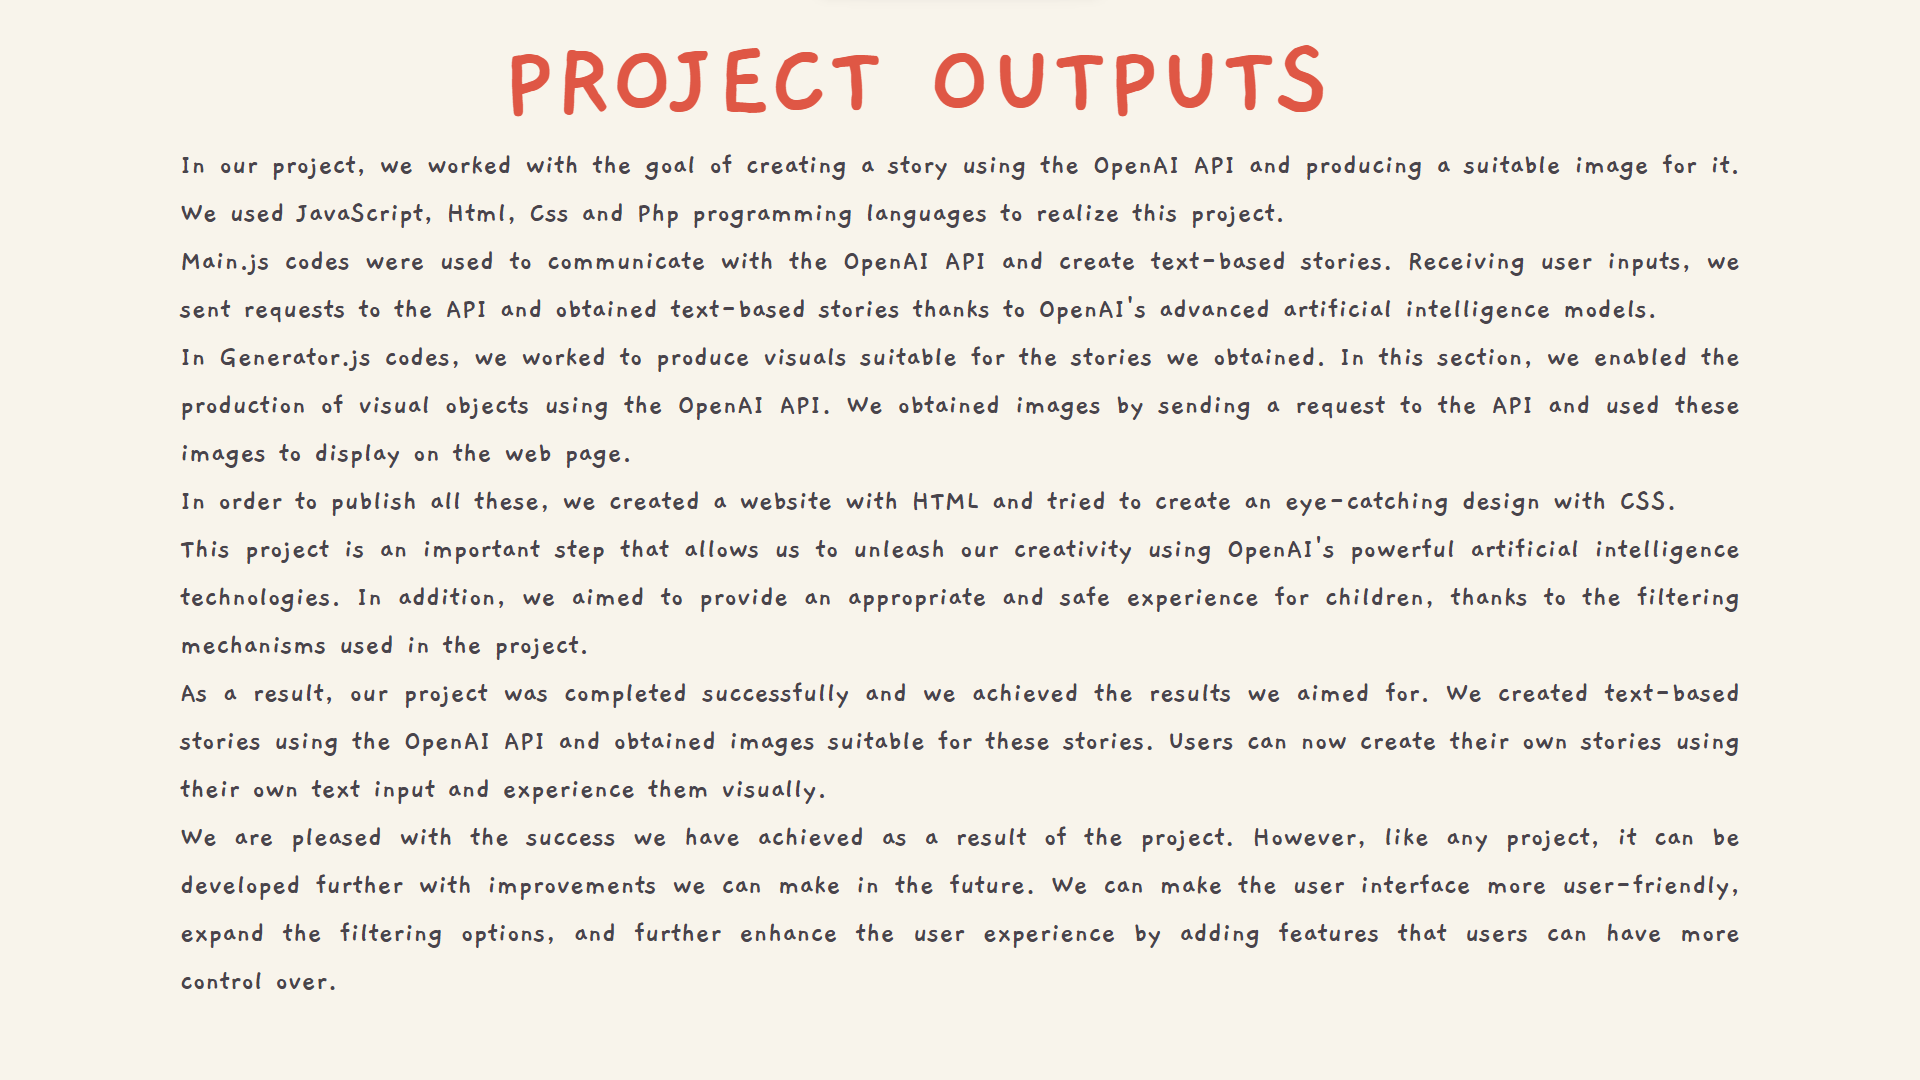 PROJECT OUTPUTS
In our project, we worked with the goal of creating a story using the OpenAI API and producing a suitable image for it.
We used JavaScript, Html, Css and Php programming languages to realize this project.
Main.js codes were used to communicate with the OpenAI API and create text-based stories. Receiving user inputs, we
sent requests to the API and obtained text-based stories thanks to OpenAI's advanced artificial intelligence models.
In Generator.js codes, we worked to produce visuals suitable for the stories we obtained. In this section, we enabled the
production of visual objects using the OpenAI API. We obtained images by sending a request to the API and used these
images to display on the web page.
In order to publish all these, we created a website with HTML and tried to create an eye-catching design with CSS.
This project is an important step that allows us to unleash our creativity using OpenAI's powerful artificial intelligence
technologies. In addition, we aimed to provide an appropriate and safe experience for children, thanks to the filtering
mechanisms used in the project.
As a result, our project was completed successfully and we achieved the results we aimed for. We created text-based
stories using the OpenAI API and obtained images suitable for these stories. Users can now create their own stories using
their own text input and experience them visually.
We are pleased with the success we have achieved as a result of the project. However, like any project, it can be
developed further with improvements we can make in the future. We can make the user interface more user-friendly,
expand the filtering options, and further enhance the user experience by adding features that users can have more
control over.